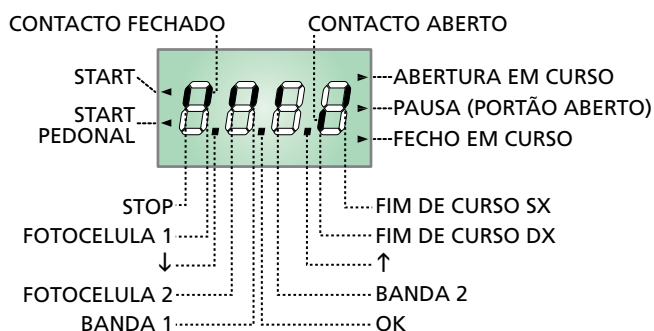 CONTACTO FECHADO
CONTACTO ABERTO
START
START
PEDONAL
ABERTURA EM CURSO
PAUSA (PORTÃO ABERTO)
FECHO EM CURSO
STOP
FOTOCELULA 1
↓
FOTOCELULA 2
BANDA 1
FIM DE CURSO SX
FIM DE CURSO DX
↑
BANDA 2
OK